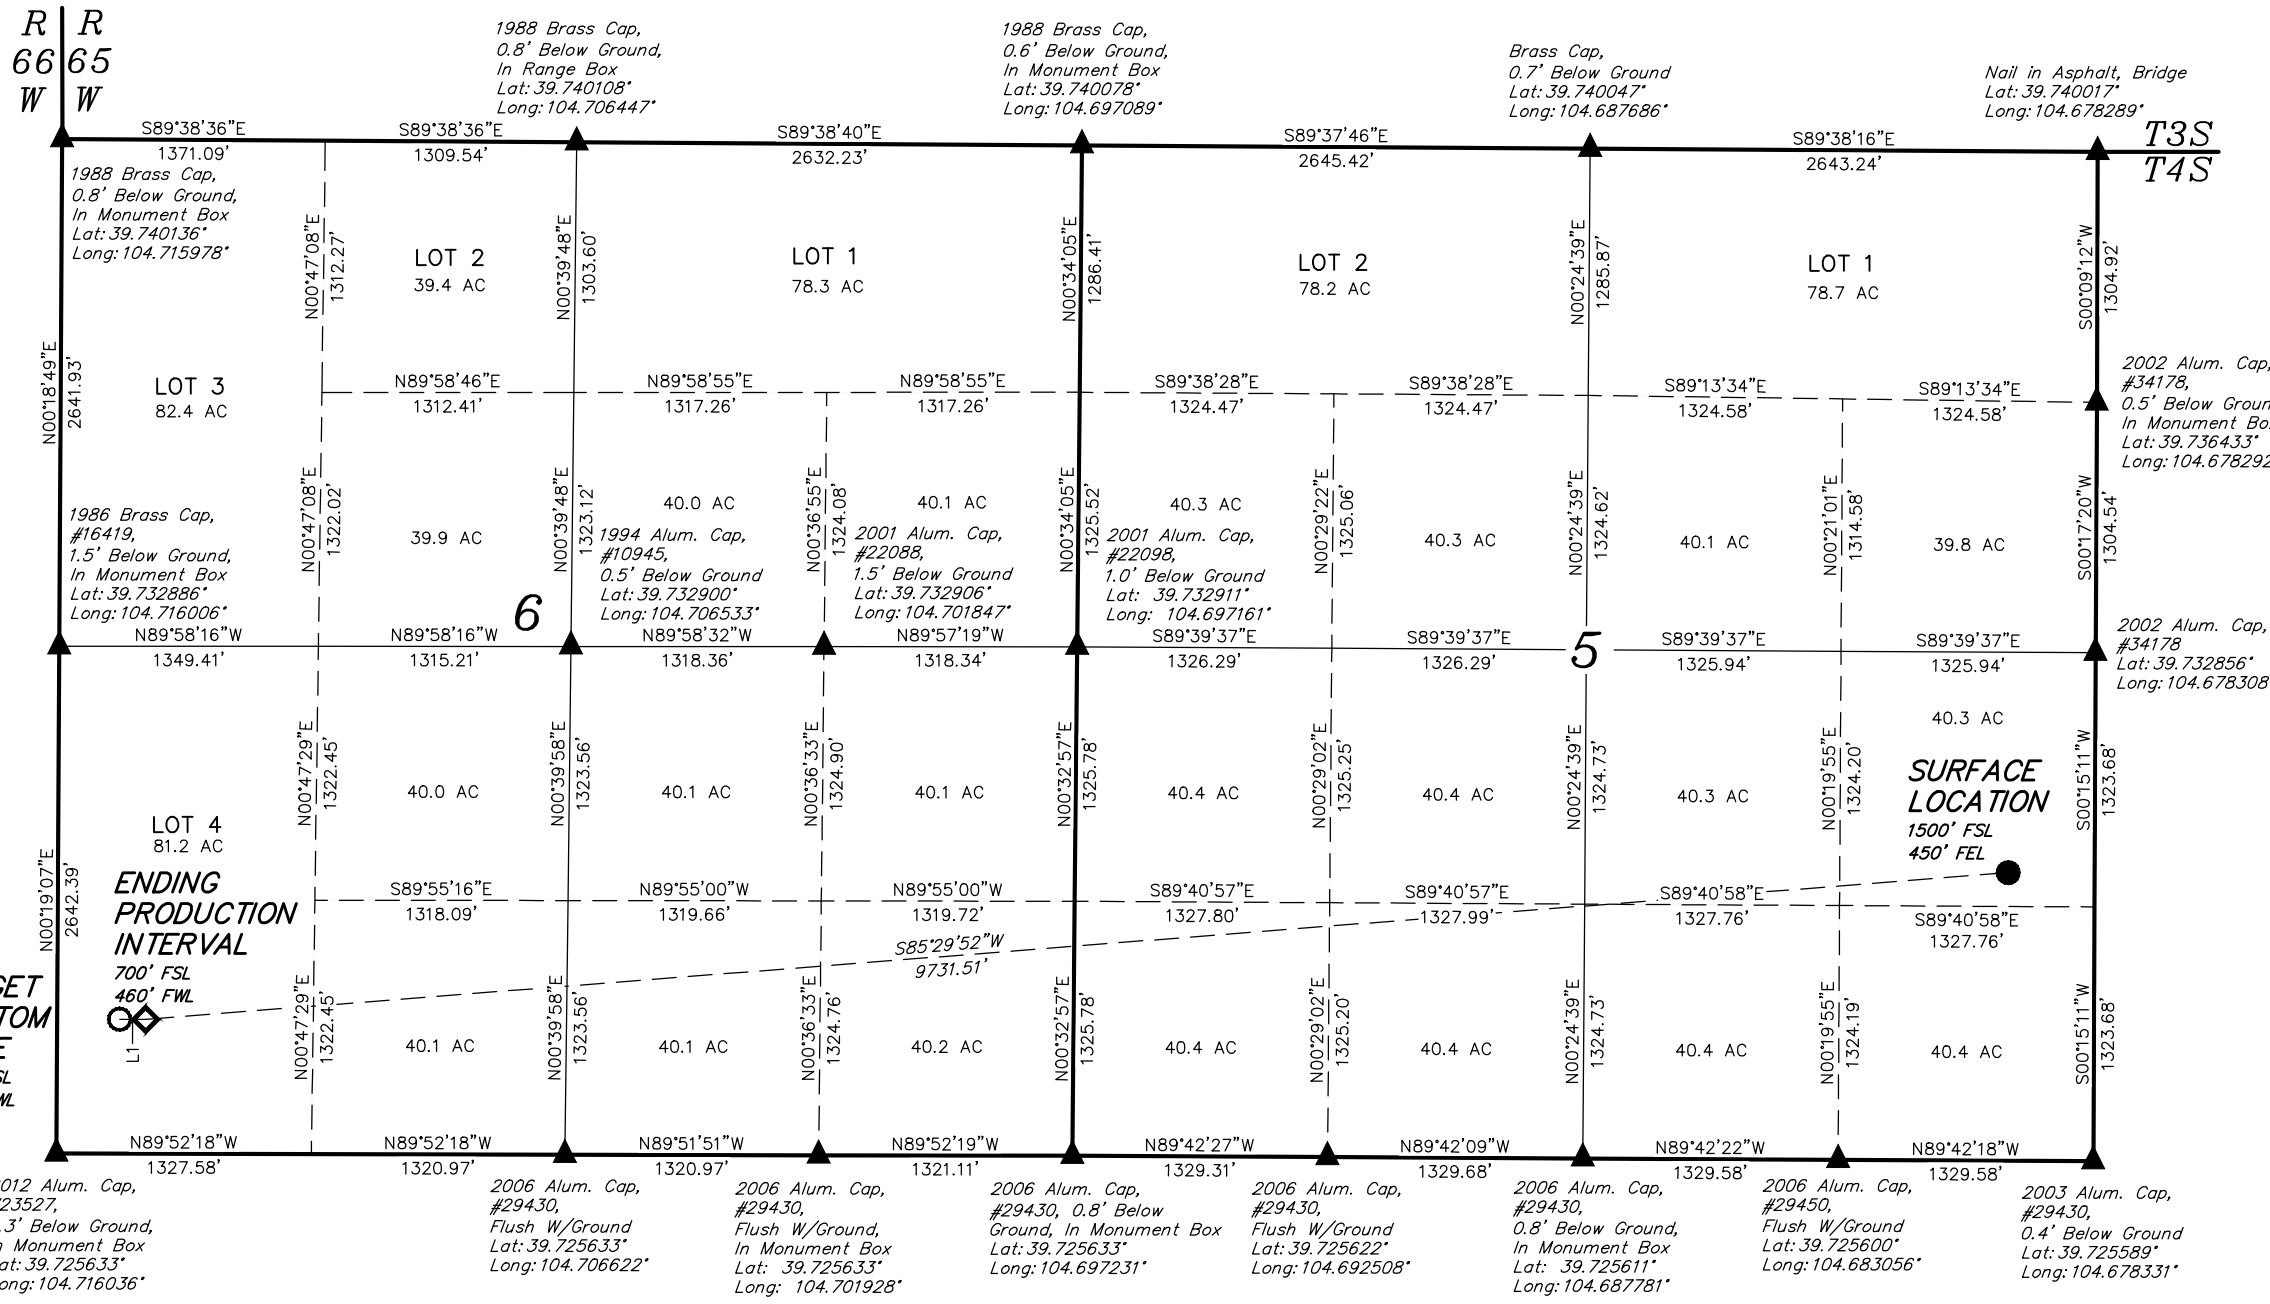 R R
66 65
W W
1988 Brass Cap,
0.8' Below Ground,
In Range Box
Lat: 39.740108°
Long: 104.706447°
1988 Brass Cap,
0.6' Below Ground,
In Monument Box
Lat: 39.740078°
Long: 104.697089°
Brass Cap,
0.7' Below Ground
Lat: 39.740047°
Long: 104.687686°
Nail in Asphalt, Bridge
Lat: 39.740017°
Long: 104.678289°
T3S
T4S
S89°38'36"E
1371.09'
S89°38'36"E
1309.54'
S89°38'40"E
2632.23'
S89°37'46"E
2645.42'
S89°38'16"E
2643.24'
1988 Brass Cap,
0.8' Below Ground,
In Monument Box
Lat: 39.740136°
Long: 104.715978°
N00°47'08"E
1312.27'
LOT 2
39.4 AC
N00°39'48"E
1303.60'
LOT 1
78.3 AC
N00°34'05"E
1286.41'
LOT 2
78.2 AC
N00°24'39"E
1285.87'
LOT 1
78.7 AC
S00°09'12"W
1304.92'
N00°18'49"E
2641.93'
LOT 3
82.4 AC
N89°58'46"E
1312.41'
N89°58'55"E
1317.26'
N89°58'55"E
1317.26'
S89°38'28"E
1324.47'
S89°38'28"E
1324.47'
S89°13'34"E
1324.58'
S89°13'34"E
1324.58'
2002 Alum. Cap,
#34178,
0.5' Below
In Monument
Lat: 39.736433°
Long: 104.678292
1986 Brass Cap,
#16419,
1.5' Below Ground,
In Monument Box
Lat: 39.732886°
Long: 104.716006°
N00°47'08"E
1322.02'
39.9 AC
N00°39'48"E
1323.12'
40.0 AC
1994 Alum. Cap,
#10945,
0.5' Below Ground
Lat: 39.732900°
Long: 104.706533°
N00°36'55"E
1324.08'
40.1 AC
2001 Alum. Cap,
#22088,
1.5' Below Ground
Lat: 39.732906°
Long: 104.701847°
N00°34'05"E
1325.52'
40.3 AC
2001 Alum. Cap,
#22098,
1.0' Below Ground
Lat: 39.732911°
Long: 104.697161°
N00°29'22"E
1325.06'
40.3 AC
N00°24'39"E
1324.62'
40.1 AC
N00°21'01"E
1314.58'
39.8 AC
S00°17'20"W
1304.54'
6
5
N89°58'16"W
1349.41'
N89°58'16"W
1315.21'
N89°58'32"W
1318.36'
N89°57'19"W
1318.34'
S89°39'37"E
1326.29'
S89°39'37"E
1326.29'
S89°39'37"E
1325.94'
S89°39'37"E
1325.94'
2002 Alum. Cap,
#34178
Lat: 39.732856°
Long: 104.678308
N00°19'07"E
2642.39'
LOT 4
81.2 AC
N00°47'29"E
1322.45'
40.0 AC
N00°39'58"E
1323.56'
40.1 AC
N00°36'33"E
1324.90'
40.1 AC
N00°32'57"E
1325.78'
40.4 AC
N00°29'02"E
1325.25'
40.4 AC
N00°24'39"E
1324.73'
40.3 AC
N00°19'55"E
1324.20'
40.3 AC
SURFACE
LOCATION
1500' FSL
450' FEL
S00°15'11"W
1323.68'
ENDING
PRODUCTION
INTERVAL
700' FSL
460' FWL
L1
S89°55'16"E
1318.09'
N89°55'00"W
1319.66'
N89°55'00"W
1319.72'
S89°40'57"E
1327.80'
S89°40'57"E
1327.99'
S89°40'58"E
1327.76'
S89°40'58"E
1327.76'
S85°29'52"W
9731.51'
N00°47'29"E
1322.45'
40.1 AC
N00°39'58"E
1323.56'
40.1 AC
N00°36'33"E
1324.76'
40.2 AC
N00°32'57"E
1325.78'
40.4 AC
N00°29'02"E
1325.20'
40.4 AC
N00°24'39"E
1324.73'
40.4 AC
N00°19'55"E
1324.19'
40.4 AC
S00°15'11"W
1323.68'
N89°52'18"W
1327.58'
N89°52'18"W
1320.97'
N89°51'51"W
1320.97'
N89°52'19"W
1321.11'
N89°42'27"W
1329.31'
N89°42'09"W
1329.68'
N89°42'22"W
1329.58'
N89°42'18"W
1329.58'
Alum. Cap,
23527,
Below Ground,
Monument Box
39.725633°
104.716036°
2006 Alum. Cap,
#29430,
Flush W/Ground
Lat: 39.725633°
Long: 104.706622°
2006 Alum. Cap,
#29430,
Flush W/Ground,
In Monument Box
Lat: 39.725633°
Long: 104.701928°
2006 Alum. Cap,
#29430, 0.8' Below
Ground, In Monument Box
Lat: 39.725633°
Long: 104.697231°
2006 Alum. Cap,
#29430,
Flush W/Ground
Lat: 39.725622°
Long: 104.692508°
2006 Alum. Cap,
#29430,
0.8' Below Ground,
In Monument Box
Lat: 39.725611°
Long: 104.687781°
2006 Alum. Cap,
#29450,
Flush W/Ground
Lat: 39.725600°
Long: 104.683056°
2003 Alum. Cap,
#29430,
0.4' Below Ground
Lat: 39.725589°
Long: 104.678331°